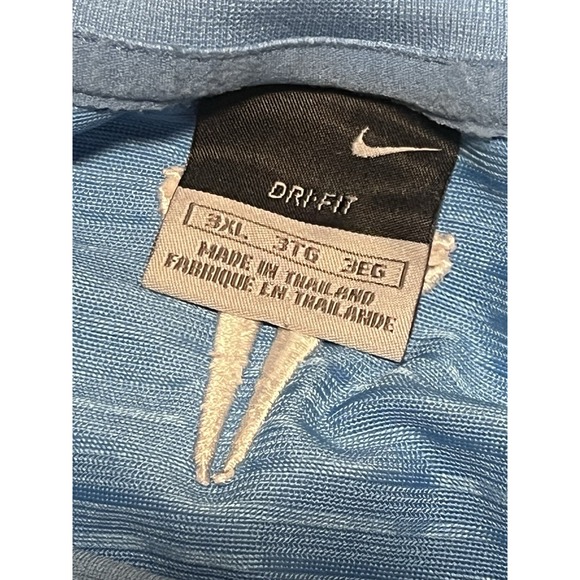 DRI-FIT
3XL 3TG 3EG
MADE IN THAILAND
FABRIQUE EN THAILANDE